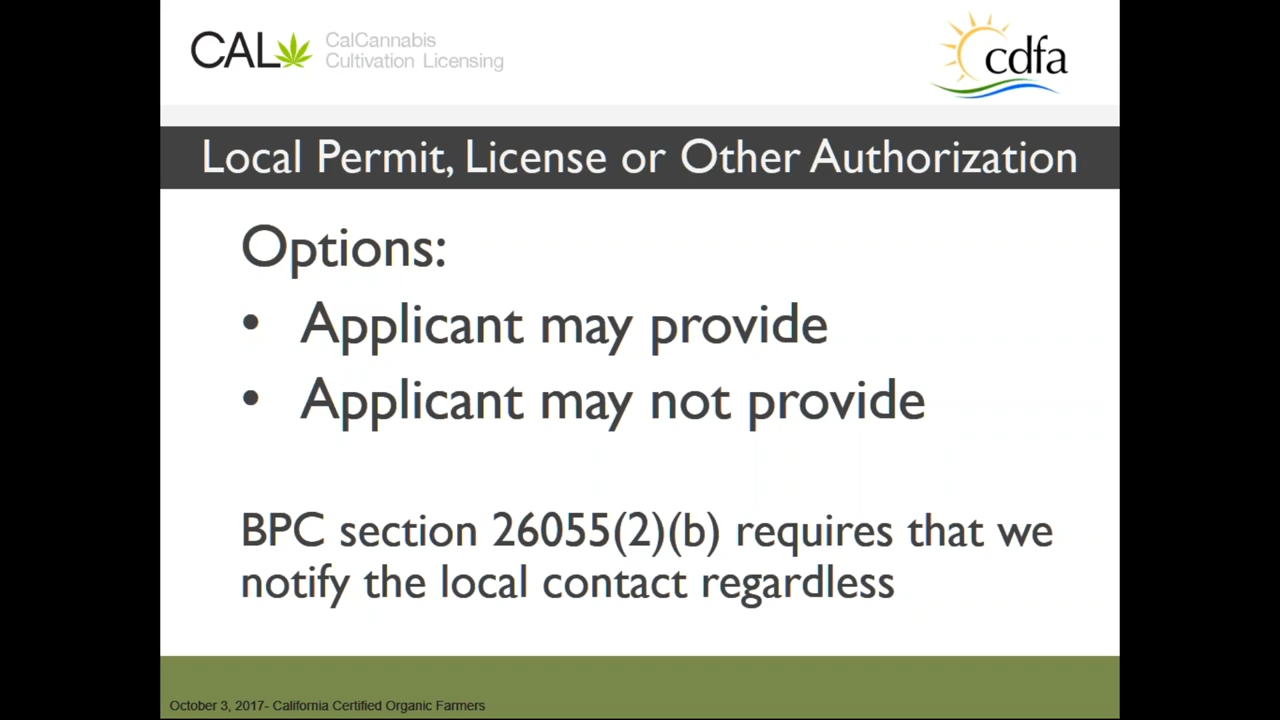 CAL
CalCannabis
Cultivation Licensing
cdfa
Local Permit, License or Other Authorization
Options:
• Applicant may provide
• Applicant may not provide
BPC section 26055(2)(b) requires that we
notify the local contact regardless
October 3, 2017- California Certified Organic Farmers